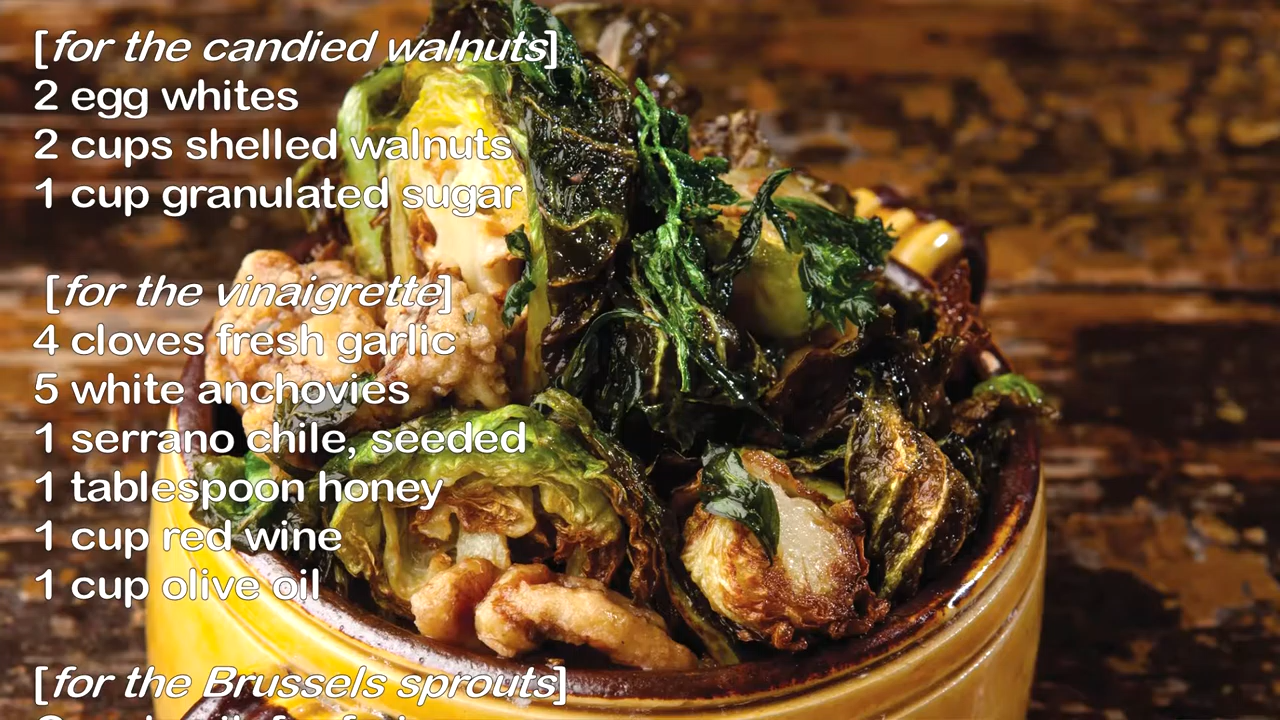 [for the candied walnuts]
2 egg whites
2 cups shelled walnuts
1 cup granulated sugar
[for the vinaigrette]
4 cloves fresh garlic
5 white anchovies
1 serrano chile, seeded
1 tablespoon honey
1 cup red wine
1 cup olive oil
[for the Brussels sprouts]